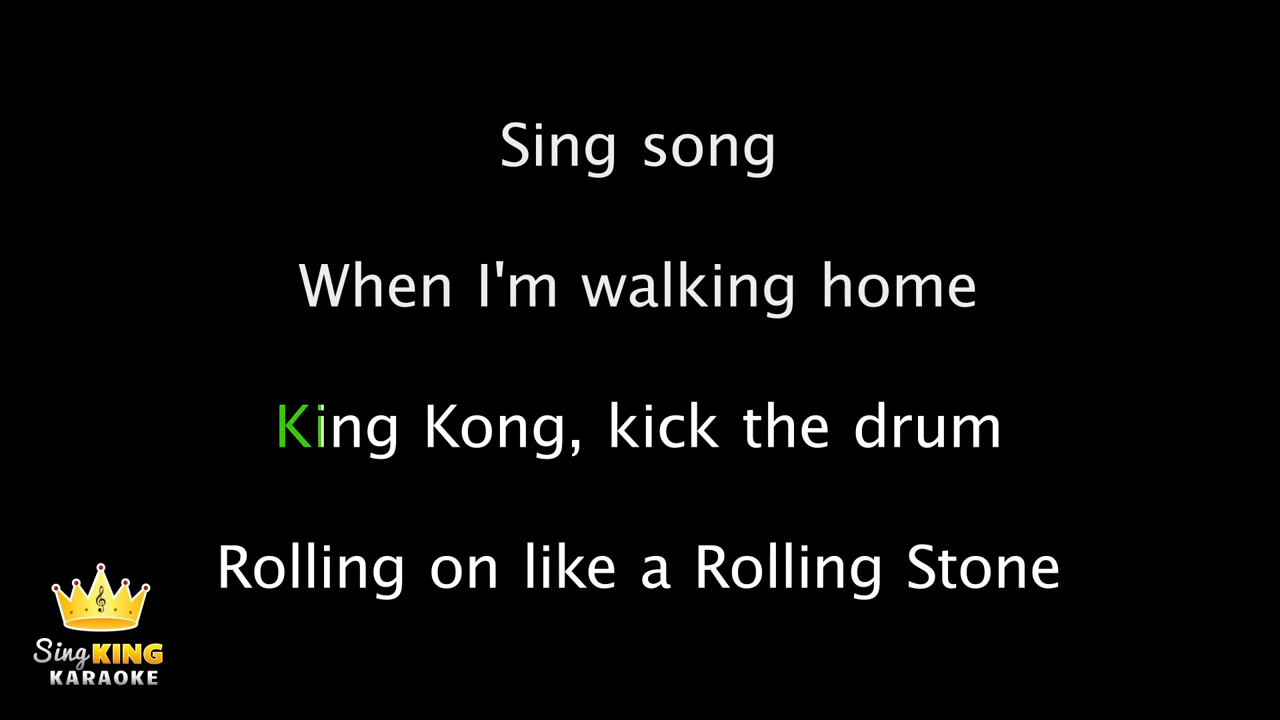 Sing song
When I'm walking home
King Kong, kick the drum
Rolling on like a Rolling Stone
Sing KING
KARAOKE